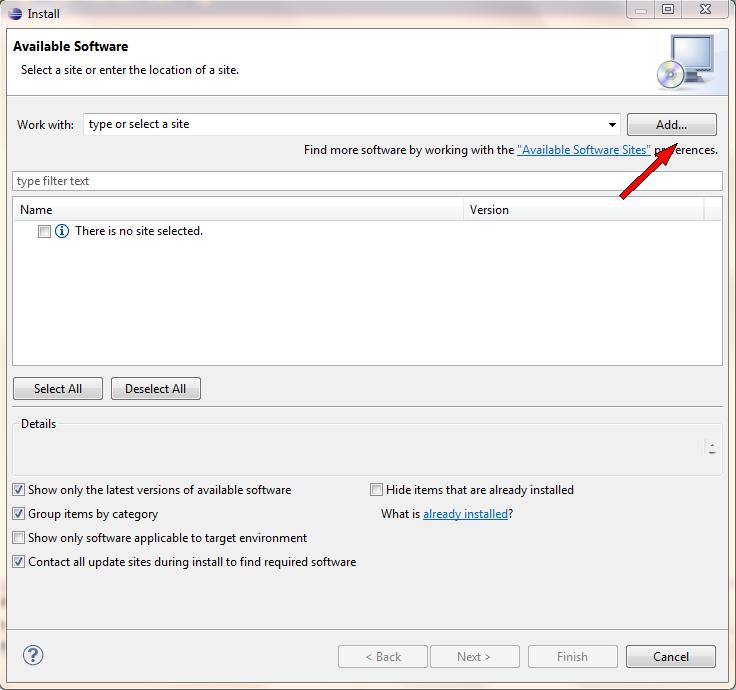 Install
Available Software
Select a site or enter the location of a site.
Work with: type or select a site Add...
Find more software by working with the "Available Software Sites" preferences.
type filter text
Name Version
There is no site selected.
Select All Deselect All
Details
Show only the latest versions of available software Hide items that are already installed
Group items by category What is already installed?
Show only software applicable to target environment
Contact all update sites during install to find required software
? < Back Next > Finish Cancel